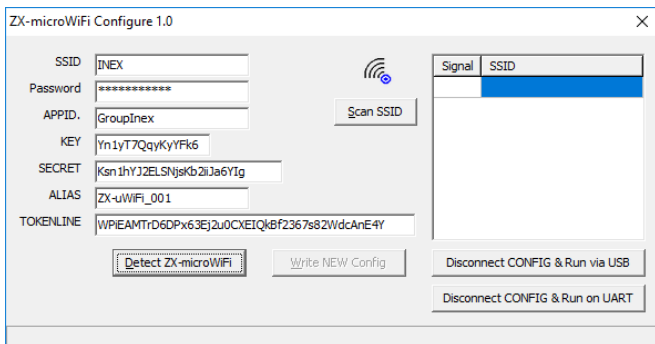 ZX-microWiFi Configure 1.0
SSID INEX
Password ***********
APPID. GroupInex
KEY Yn1yT7QqyKyYFk6
SECRET Ksn1hYJ2ELSNjsKb2iiJa6YIg
ALIAS ZX-uWiFi_001
TOKENLINE WPiEAMTrD6DPx63Ej2u0CXEIQkBf2367s82WdcAnE4Y
Scan SSID
Signal SSID
Detect ZX-microWiFi Write NEW Config
Disconnect CONFIG & Run via USB
Disconnect CONFIG & Run on UART